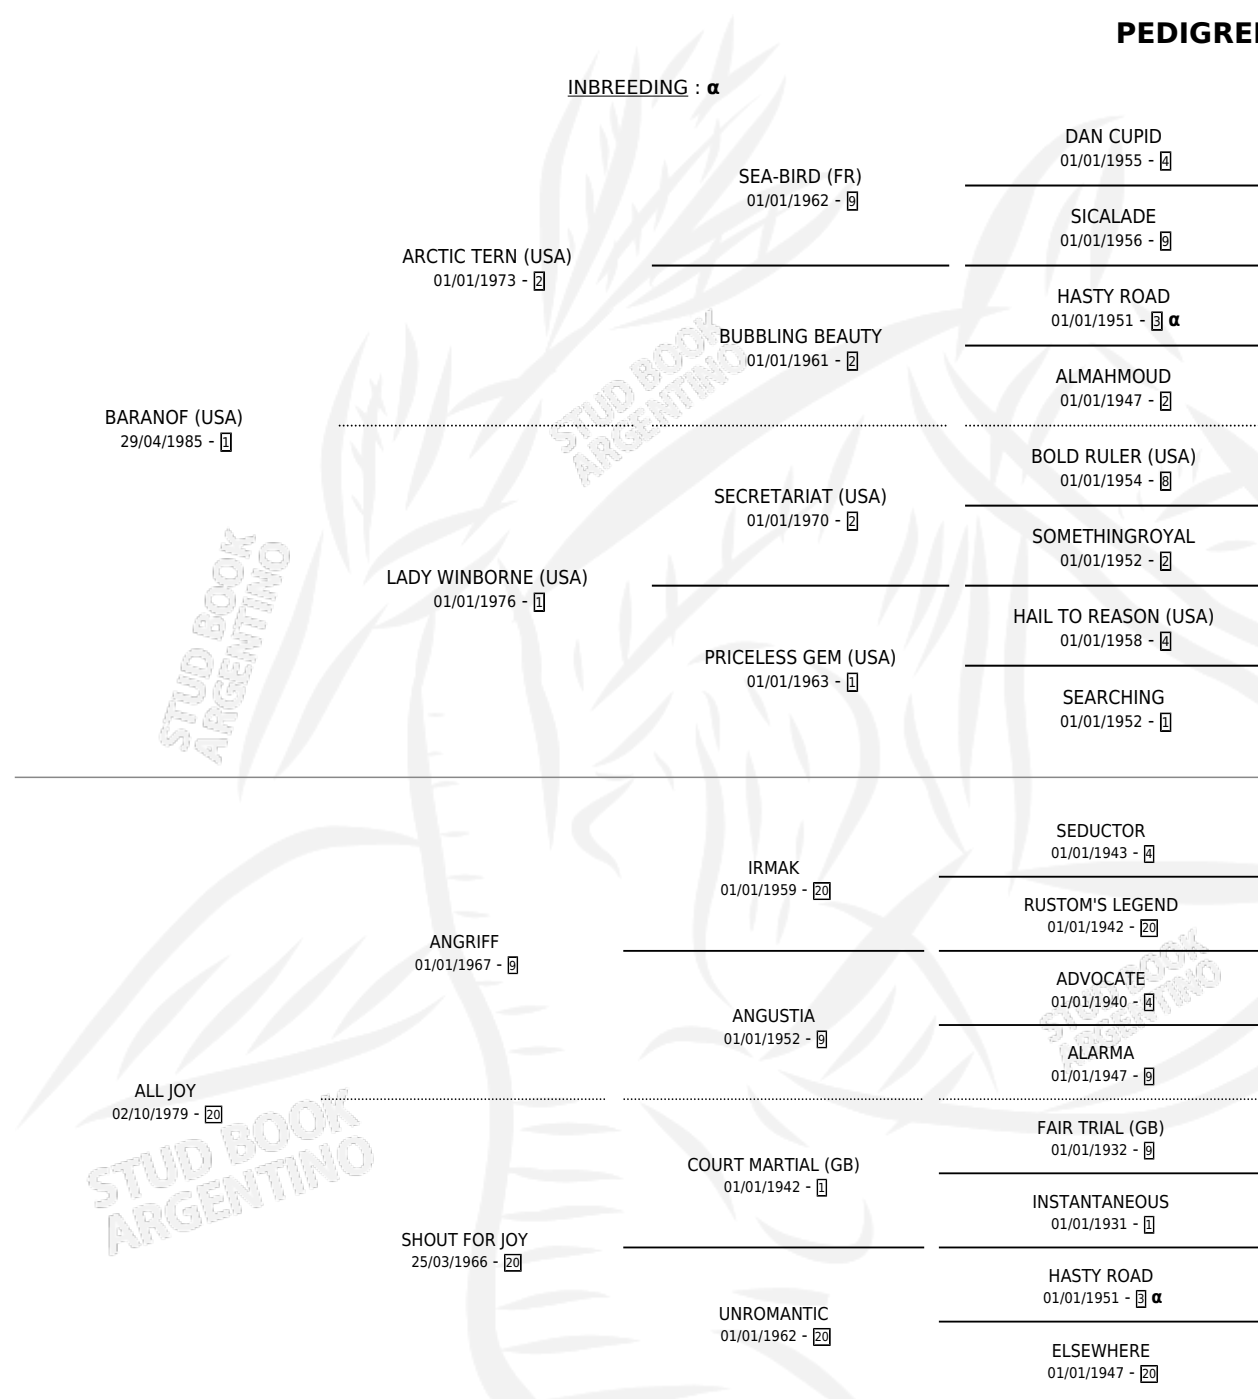 PEDIGREE
INBREEDING : α
DAN CUPID
01/01/1955 - 4
SEA-BIRD (FR)
01/01/1962 - 9
SICALADE
01/01/1956 - 9
ARCTIC TERN (USA)
01/01/1973 - 2
HASTY ROAD
01/01/1951 - 3 α
BUBBLING BEAUTY
01/01/1961 - 2
ALMAHMOUD
01/01/1947 - 2
BARANOF (USA)
29/04/1985 - 1
BOLD RULER (USA)
01/01/1954 - 8
SECRETARIAT (USA)
01/01/1970 - 2
SOMETHINGROYAL
01/01/1952 - 2
LADY WINBORNE (USA)
01/01/1976 - 1
HAIL TO REASON (USA)
01/01/1958 - 4
PRICELESS GEM (USA)
01/01/1963 - 1
SEARCHING
01/01/1952 - 1
SEDUCTOR
01/01/1943 - 4
IRMAK
01/01/1959 - 20
RUSTOM'S LEGEND
01/01/1942 - 20
ANGRIFF
01/01/1967 - 9
ADVOCATE
01/01/1940 - 4
ANGUSTIA
01/01/1952 - 9
ALARMA
01/01/1947 - 9
ALL JOY
02/10/1979 - 20
FAIR TRIAL (GB)
01/01/1932 - 9
COURT MARTIAL (GB)
01/01/1942 - 1
INSTANTANEOUS
01/01/1931 - 1
SHOUT FOR JOY
25/03/1966 - 20
HASTY ROAD
01/01/1951 - 3 α
UNROMANTIC
01/01/1962 - 20
ELSEWHERE
01/01/1947 - 20
STUD BOOK
ARGENTINO
STUD BOOK
ARGENTINO
STUD BOOK
ARGENTINO
STUD BOOK
ARGENTINO